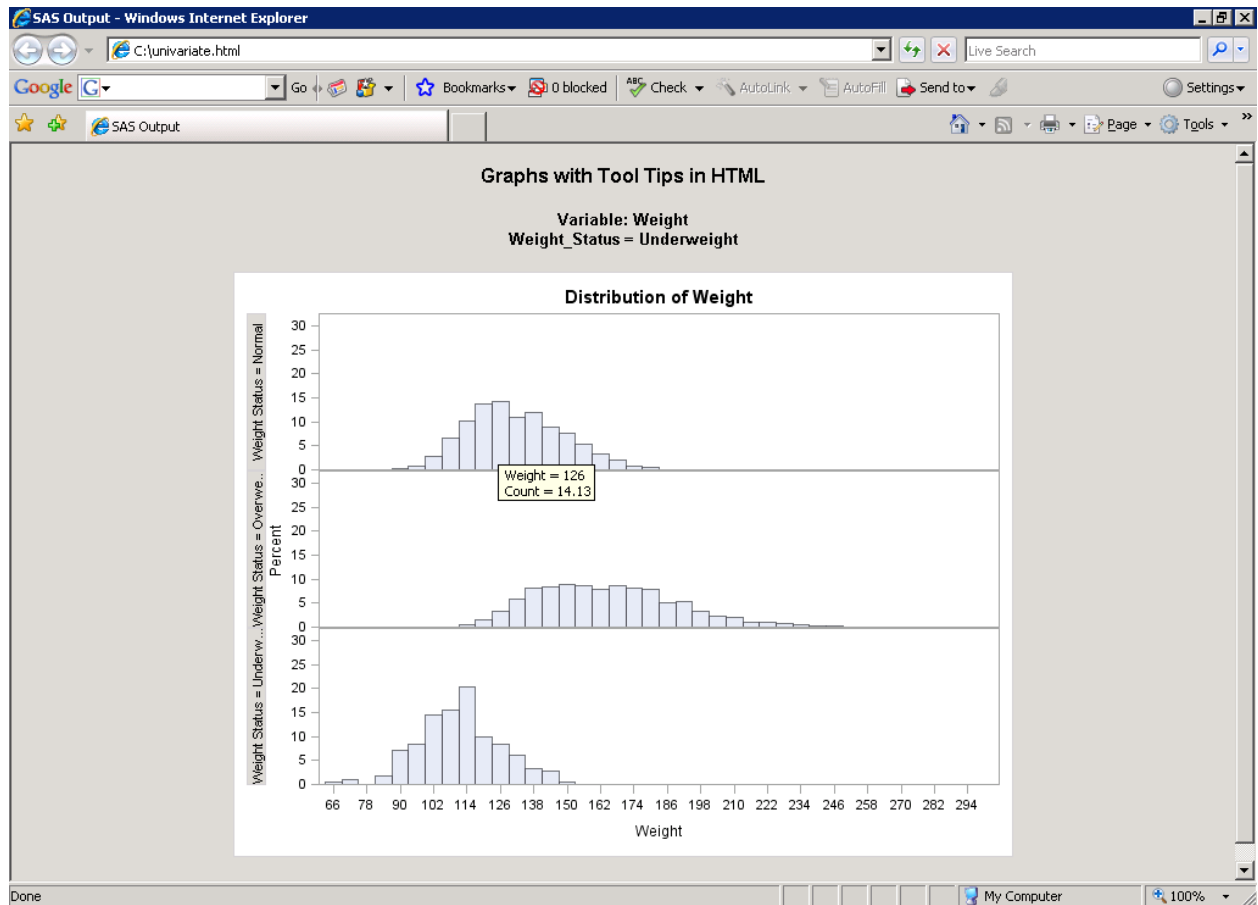 SAS Output - Windows Internet Explorer
C:\univariate.html
Live Search
Google G Go Bookmarks 0 blocked ABC Check AutoLink AutoFill Send to Settings
SAS Output
Page Tools »
Graphs with Tool Tips in HTML
Variable: Weight
Weight_Status = Underweight
Distribution of Weight
Weight Status = Normal
30
25
20
15
10
5
0
Weight = 126
Count = 14.13
Weight Status = Overwe...
Percent
30
25
20
15
10
5
0
Weight Status = Underw...
30
25
20
15
10
5
0
66 78 90 102 114 126 138 150 162 174 186 198 210 222 234 246 258 270 282 294
Weight
Done
My Computer
100%